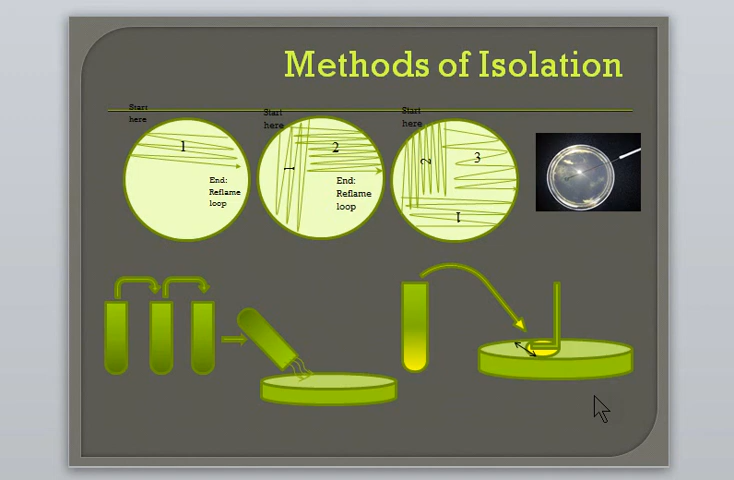 Methods of Isolation
Start
here
1
End:
Reflame
loop
Start
here
1
2
End:
Reflame
loop
Start
here
2
3
1